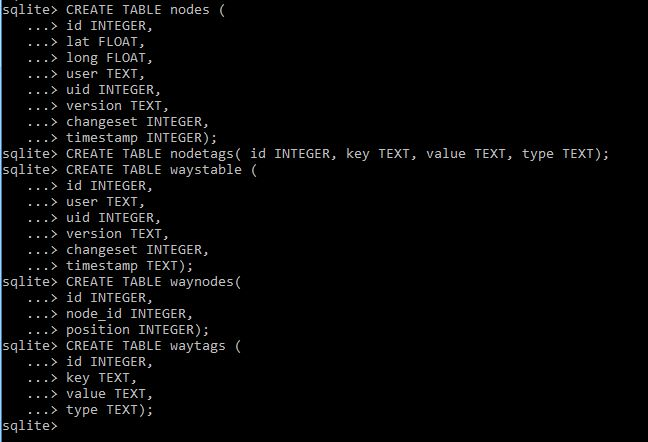 sqlite> CREATE TABLE nodes (
   ...> id INTEGER,
   ...> lat FLOAT,
   ...> long FLOAT,
   ...> user TEXT,
   ...> uid INTEGER,
   ...> version TEXT,
   ...> changeset INTEGER,
   ...> timestamp INTEGER);
sqlite> CREATE TABLE nodetags( id INTEGER, key TEXT, value TEXT, type TEXT);
sqlite> CREATE TABLE waystable (
   ...> id INTEGER,
   ...> user TEXT,
   ...> uid INTEGER,
   ...> version TEXT,
   ...> changeset INTEGER,
   ...> timestamp TEXT);
sqlite> CREATE TABLE waynodes(
   ...> id INTEGER,
   ...> node_id INTEGER,
   ...> position INTEGER);
sqlite> CREATE TABLE waytags (
   ...> id INTEGER,
   ...> key TEXT,
   ...> value TEXT,
   ...> type TEXT);
sqlite>